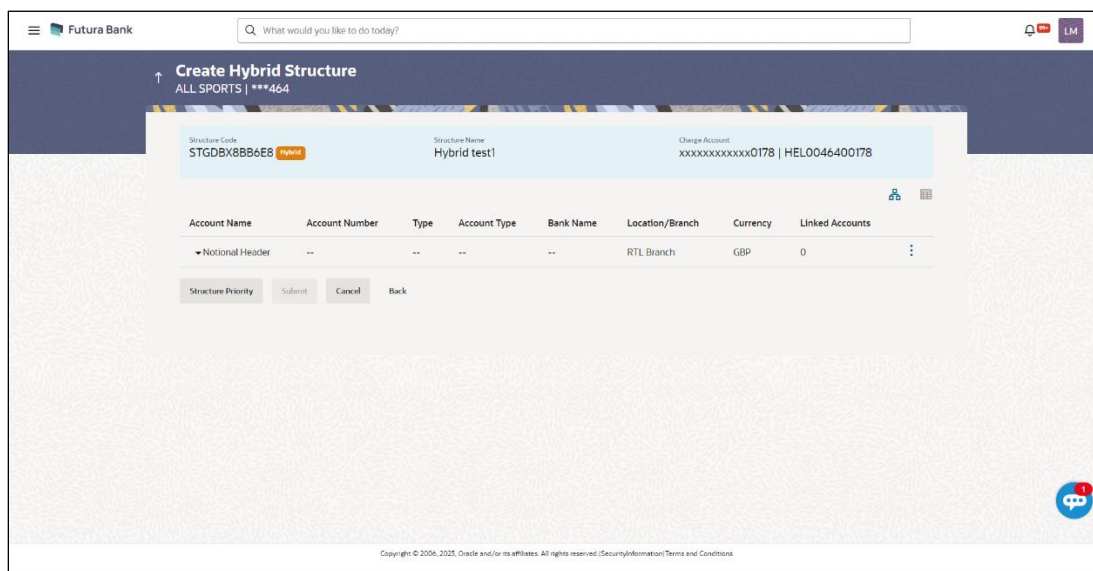 Futura Bank
What would you like to do today?
99+
LM
Create Hybrid Structure
ALL SPORTS | ***464
Structure Code
Structure Name
Charge Account
STGDBX8BB6E8 Hybrid
Hybrid test1
xxxxxxxxxxxx0178 | HEL0046400178
Account Name Account Number Type Account Type Bank Name Location/Branch Currency Linked Accounts
Notional Header -- -- -- -- RTL Branch GBP 0
Structure Priority Submit Cancel Back
1
Copyright © 2006, 2025, Oracle and/or its affiliates. All rights reserved.|SecurityInformation|Terms and Conditions